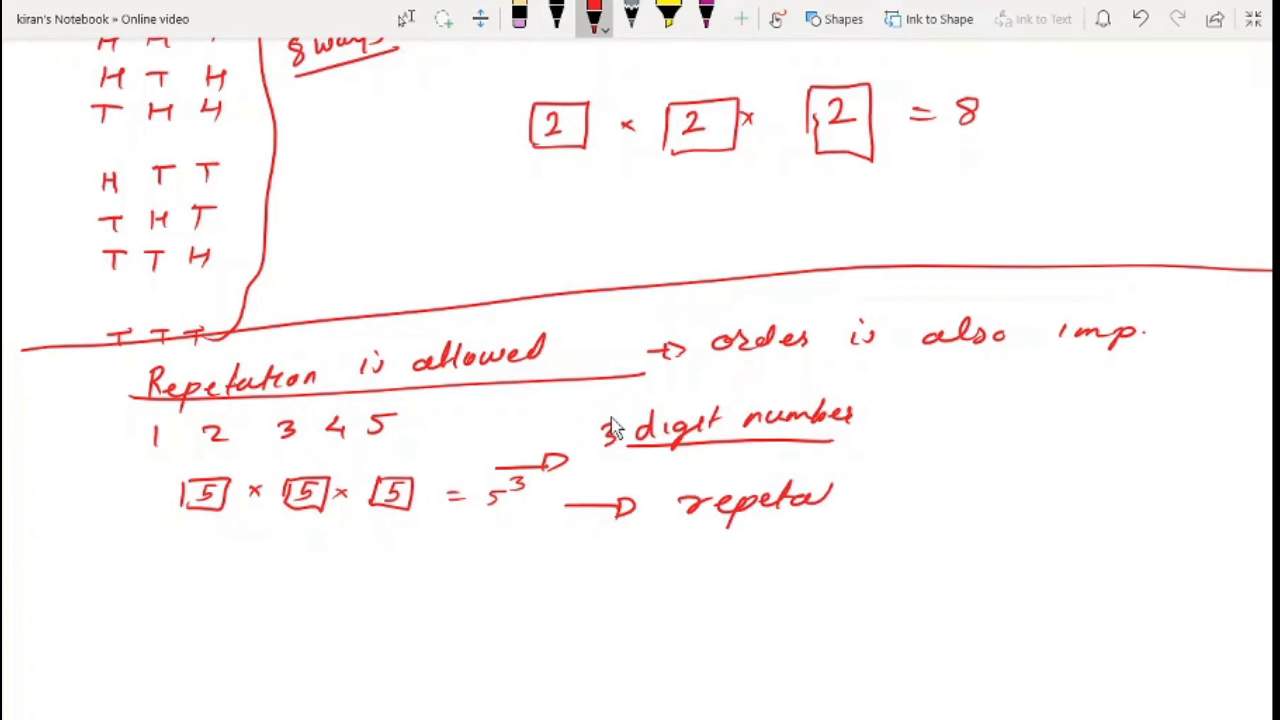 kiran's Notebook » Online video
Shapes
Ink to Shape
Ink to Text
8 ways
H T H
T H H
2 × 2 × 2 = 8
H T T
T H T
T T H
T T T
Repetation is allowed → order is also imp.
1 2 3 4 5
3 digit number
5 × 5 × 5 = 5³ → repeta